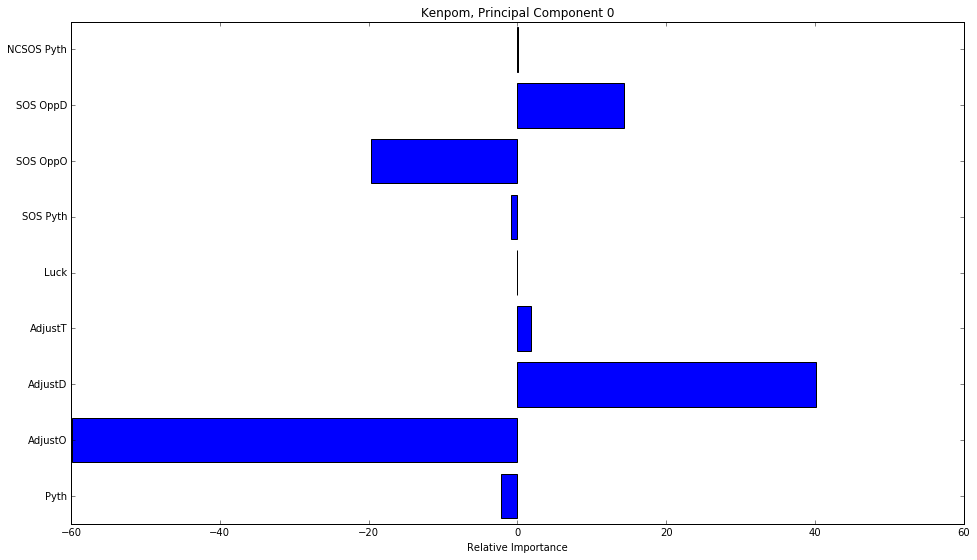 Kenpom, Principal Component 0
NCSOS Pyth
SOS OppD
SOS OppO
SOS Pyth
Luck
AdjustT
AdjustD
AdjustO
Pyth
−60 −40 −20 0 20 40 60
Relative Importance